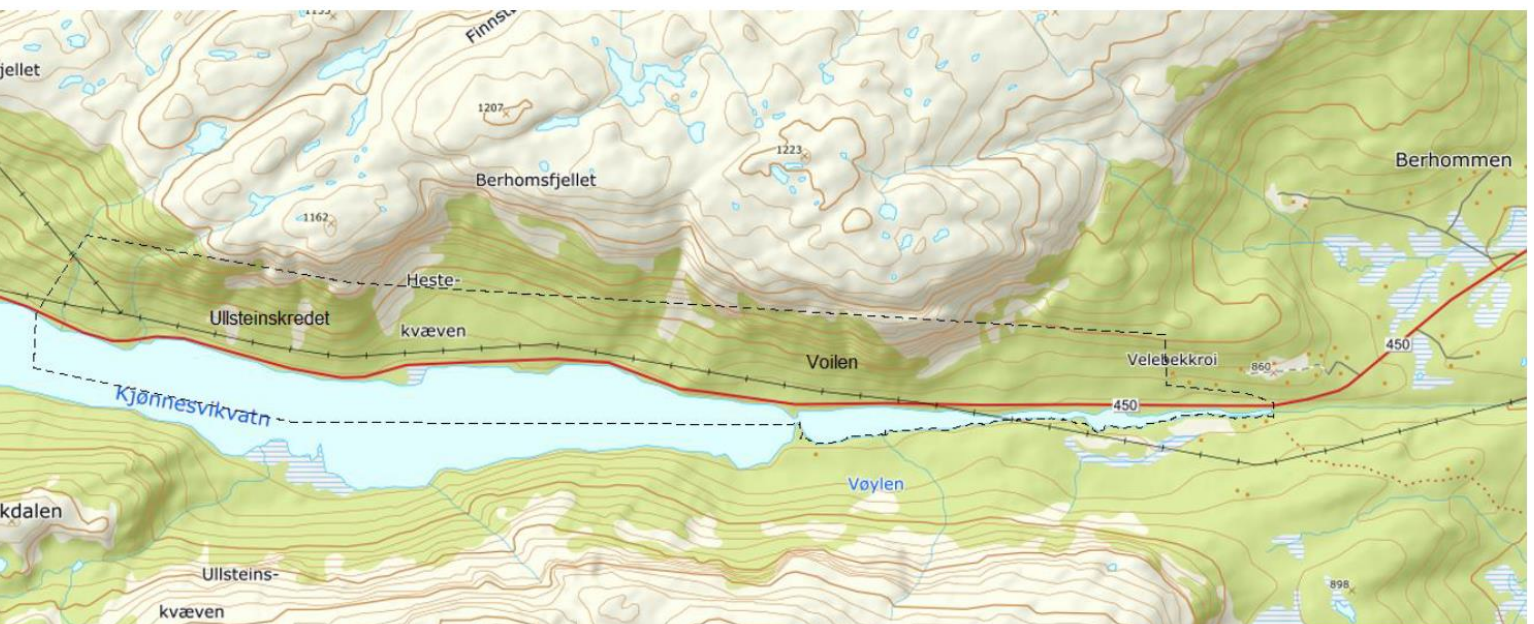 1153
Finnst
jellet
1207
1223
Berhommen
Berhomsfjellet
1162
Heste-
Ullsteinskredet
kvæven
Voilen
Velebekkroi
860
450
Kjønnesvikvatn
450
Vøylen
kdalen
Ullsteins-
898
kvæven